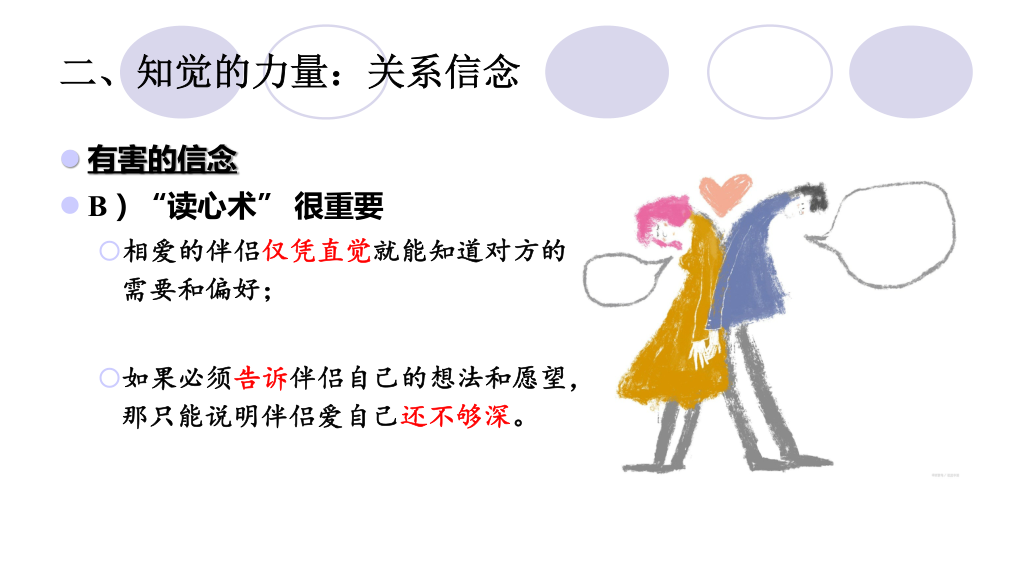 二、知觉的力量：关系信念
有害的信念
B）“读心术” 很重要
相爱的伴侣仅凭直觉就能知道对方的
需要和偏好；
如果必须告诉伴侣自己的想法和愿望，
那只能说明伴侣爱自己还不够深。